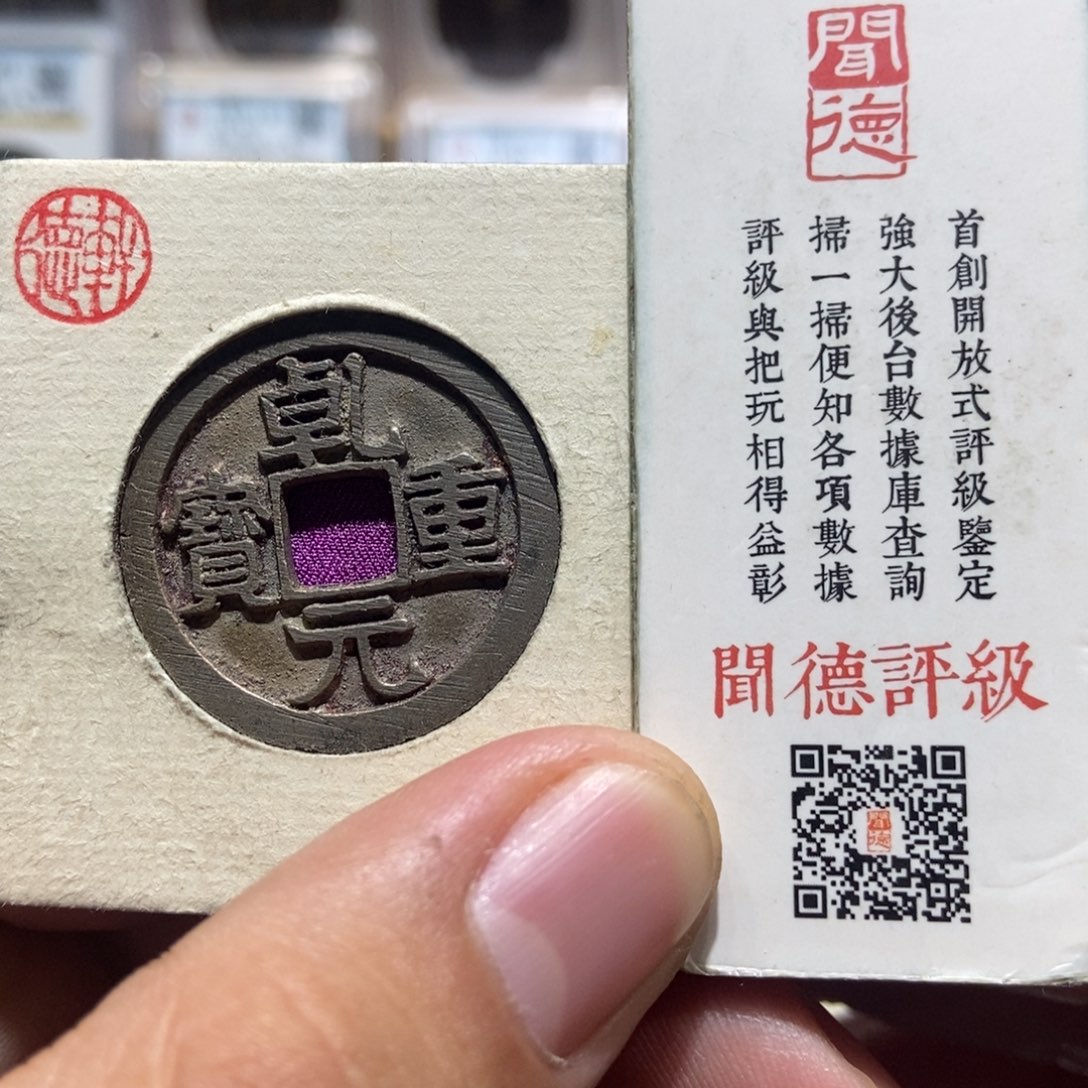 乾元重寶
聞德
首創開放式評級鑒定
強大後台數據庫查詢
掃一掃便知各項數據
評級與把玩相得益彰
聞德評級
聞德